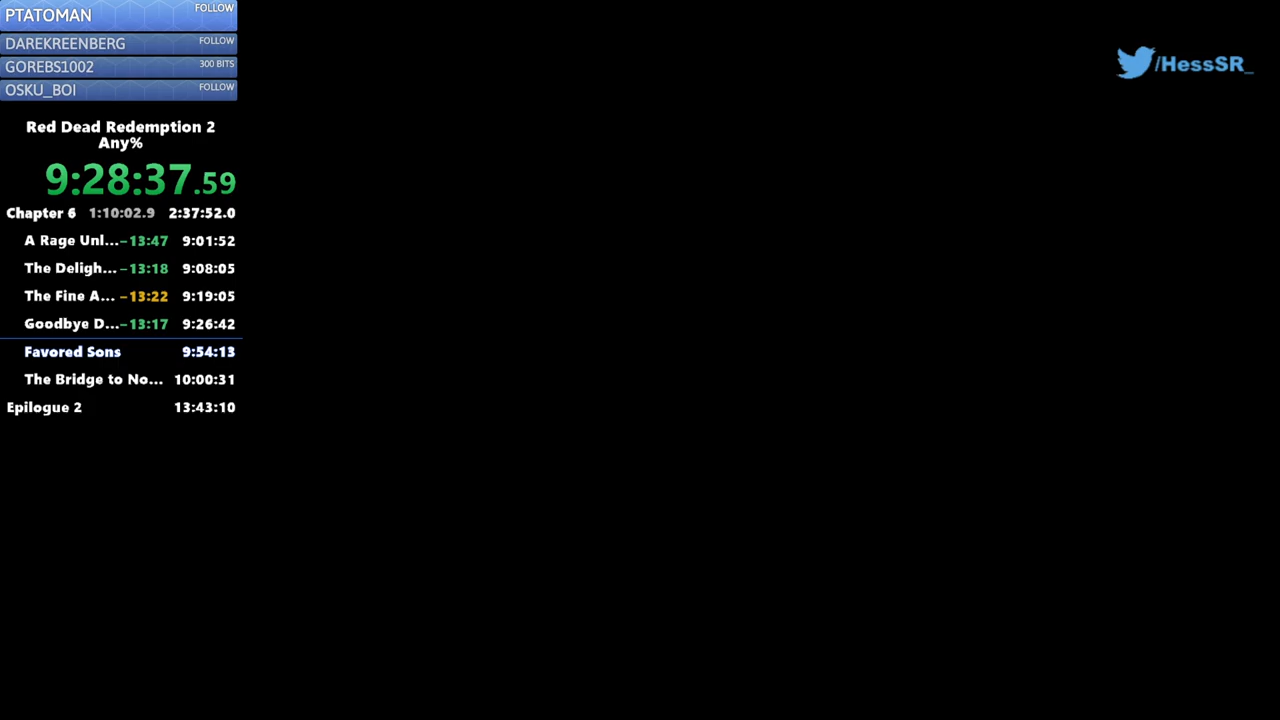 PTATOMAN FOLLOW
DAREKREENBERG FOLLOW
GOREBS1002 300 BITS
OSKU_BOI FOLLOW
/HessSR_
Red Dead Redemption 2
Any%
9:28:37.59
Chapter 6 1:10:02.9 2:37:52.0
A Rage Unl... -13:47 9:01:52
The Deligh... -13:18 9:08:05
The Fine A... -13:22 9:19:05
Goodbye D... -13:17 9:26:42
Favored Sons 9:54:13
The Bridge to No... 10:00:31
Epilogue 2 13:43:10